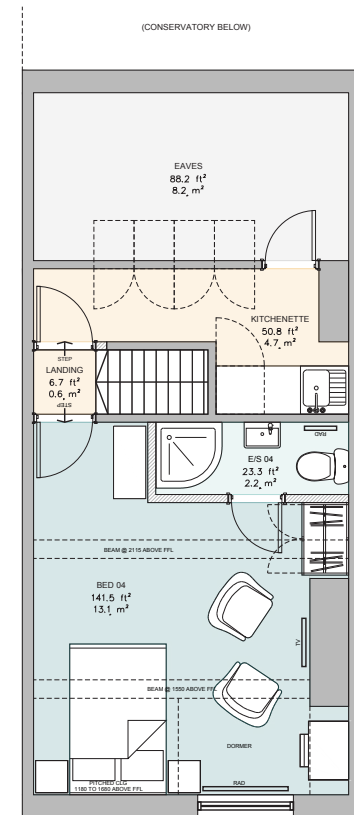 (CONSERVATORY BELOW)
EAVES
88.2 ft²
8.2 m²
KITCHENETTE
50.8 ft²
4.7 m²
STEP
LANDING
6.7 ft²
0.6 m²
STEP
RAD
E/S 04
23.3 ft²
2.2 m²
BEAM @ 2115 ABOVE FFL
BED 04
141.5 ft²
13.1 m²
TV
BEAM @ 1550 ABOVE FFL
DORMER
PITCHED CLG
1180 TO 1680 ABOVE FFL
RAD